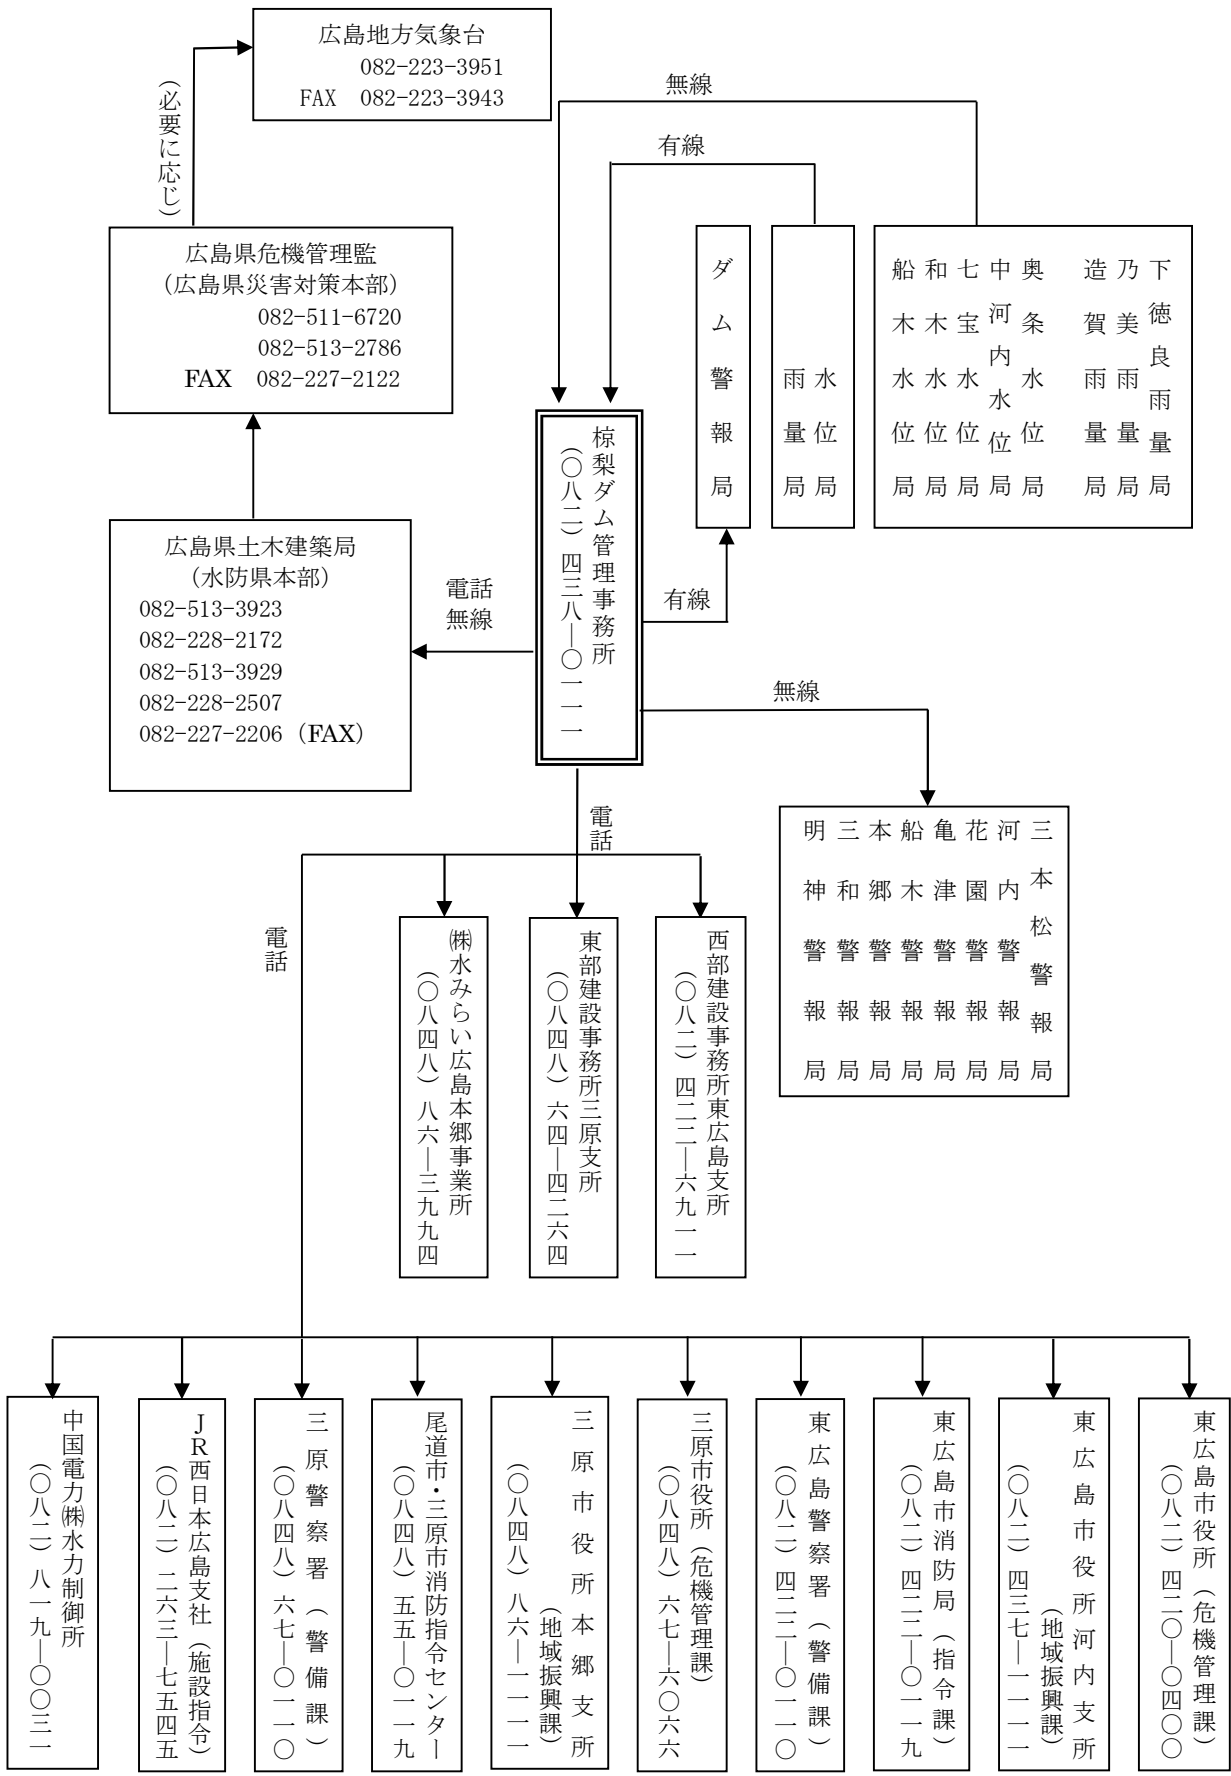 広島地方気象台
082-223-3951
FAX 082-223-3943
(必要に応じ)
無線
有線
広島県危機管理監
(広島県災害対策本部)
082-511-6720
082-513-2786
FAX 082-227-2122
下徳良雨量局
乃美雨量局
造賀雨量局
奥条水位局
中河内水位局
七宝水位局
和木水位局
船木水位局
水位局
雨量局
ダム警報局
椋梨ダム管理事務所
(〇八二)四三八―〇一一一
広島県土木建築局
(水防県本部)
082-513-3923
082-228-2172
082-513-3929
082-228-2507
082-227-2206(FAX)
電話
無線
有線
無線
三本松警報局
河内警報局
花園警報局
亀津警報局
船木警報局
本郷警報局
三和警報局
明神警報局
電話
電話
西部建設事務所東広島支所
(〇八二)四二二―六九一一
東部建設事務所三原支所
(〇八四八)六四―四二六四
㈱水みらい広島本郷事業所
(〇八四八)八六―三九九四
東広島市役所(危機管理課)
(〇八二)四二〇―〇四〇〇
東広島市役所河内支所
(地域振興課)
(〇八二)四三七―一一一一
東広島市消防局(指令課)
(〇八二)四二二―〇一一九
東広島警察署(警備課)
(〇八二)四二二―〇一一〇
三原市役所(危機管理課)
(〇八四八)六七―六〇六六
三原市役所本郷支所
(地域振興課)
(〇八四八)八六―一一一一
尾道市・三原市消防指令センター
(〇八四八)五五―〇一一九
三原警察署(警備課)
(〇八四八)六七―〇一一〇
JR西日本広島支社(施設指令)
(〇八二)二六三―七五四五
中国電力㈱水力制御所
(〇八二)八一九―〇〇三一